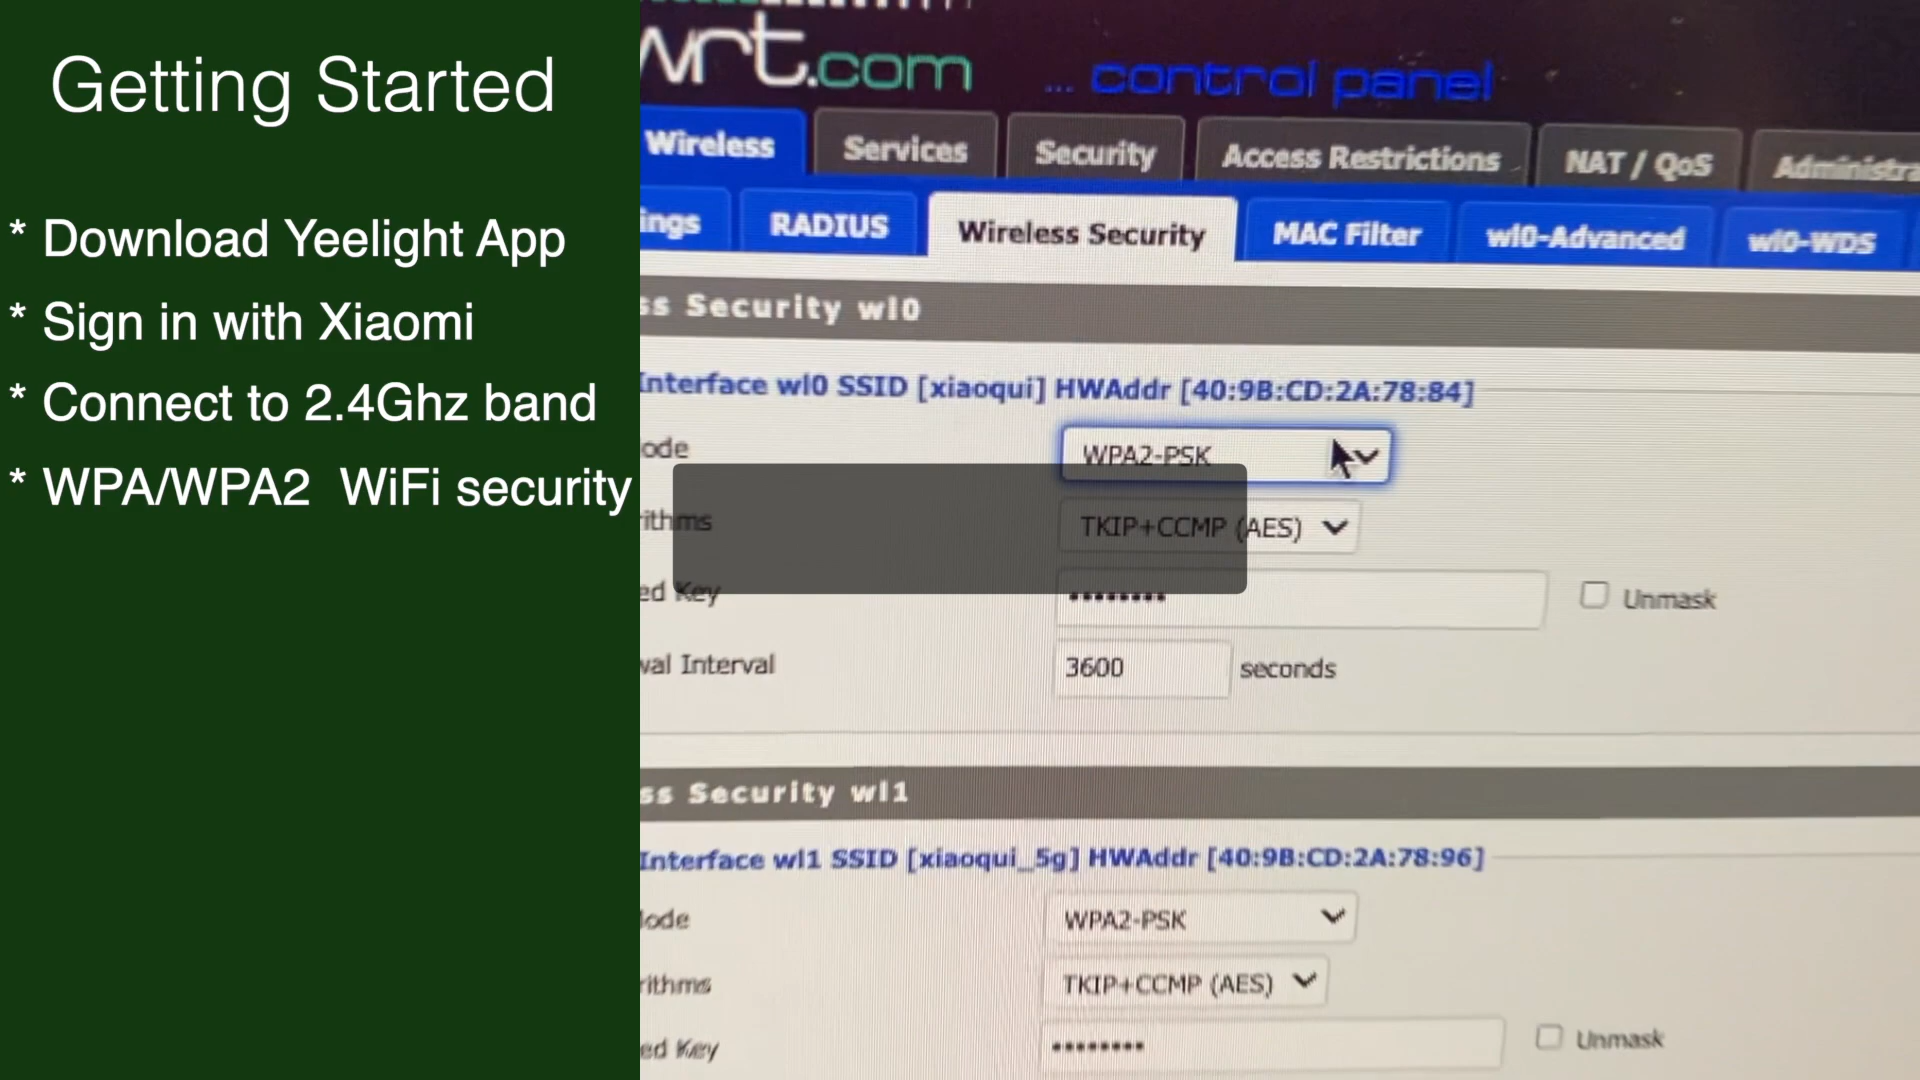 Getting Started
* Download Yeelight App
* Sign in with Xiaomi
* Connect to 2.4Ghz band
* WPA/WPA2 WiFi security
wrt.com ... control panel
Wireless Services Security Access Restrictions NAT / QoS Administra
ings RADIUS Wireless Security MAC Filter wl0-Advanced wl0-WDS
ss Security wl0
Interface wl0 SSID [xiaoqui] HWAddr [40:9B:CD:2A:78:84]
ode WPA2-PSK
ithms TKIP+CCMP (AES)
ed Key •••••••• Unmask
val Interval 3600 seconds
ss Security wl1
Interface wl1 SSID [xiaoqui_5g] HWAddr [40:9B:CD:2A:78:96]
ode WPA2-PSK
rithms TKIP+CCMP (AES)
ed Key •••••••• Unmask